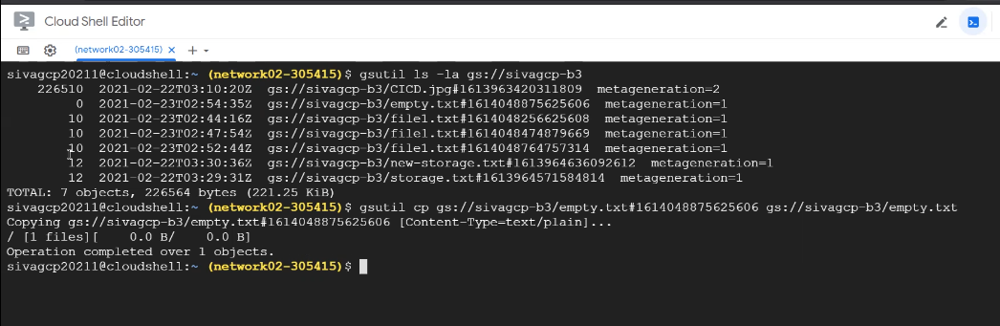 Cloud Shell Editor
(network02-305415) × + ▾
sivagcp20211@cloudshell:~ (network02-305415)$ gsutil ls -la gs://sivagcp-b3
226510 2021-02-22T03:10:20Z gs://sivagcp-b3/CICD.jpg#1613963420311809 metageneration=2
0 2021-02-23T02:54:35Z gs://sivagcp-b3/empty.txt#1614048875625606 metageneration=1
10 2021-02-23T02:44:16Z gs://sivagcp-b3/file1.txt#1614048256625608 metageneration=1
10 2021-02-23T02:47:54Z gs://sivagcp-b3/file1.txt#1614048474879669 metageneration=1
10 2021-02-23T02:52:44Z gs://sivagcp-b3/file1.txt#1614048764757314 metageneration=1
12 2021-02-22T03:30:36Z gs://sivagcp-b3/new-storage.txt#1613964636092612 metageneration=1
12 2021-02-22T03:29:31Z gs://sivagcp-b3/storage.txt#1613964571584814 metageneration=1
TOTAL: 7 objects, 226564 bytes (221.25 KiB)
sivagcp20211@cloudshell:~ (network02-305415)$ gsutil cp gs://sivagcp-b3/empty.txt#1614048875625606 gs://sivagcp-b3/empty.txt
Copying gs://sivagcp-b3/empty.txt#1614048875625606 [Content-Type=text/plain]...
/ [1 files][ 0.0 B/ 0.0 B]
Operation completed over 1 objects.
sivagcp20211@cloudshell:~ (network02-305415)$